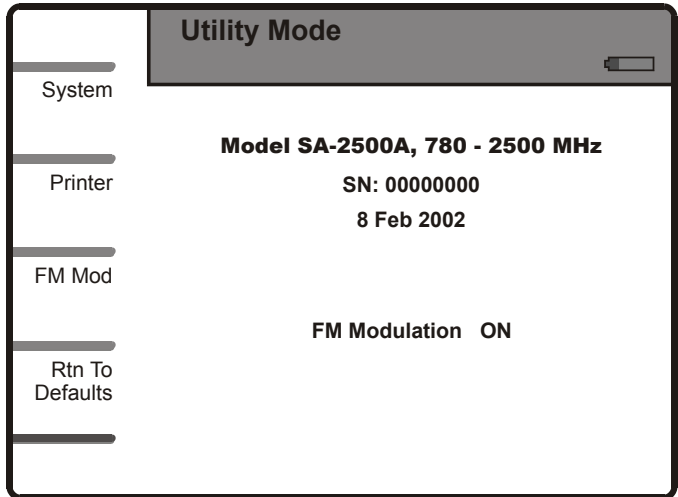 Utility Mode
System
Printer
FM Mod
Rtn To
Defaults
Model SA-2500A, 780 - 2500 MHz
SN: 00000000
8 Feb 2002
FM Modulation ON